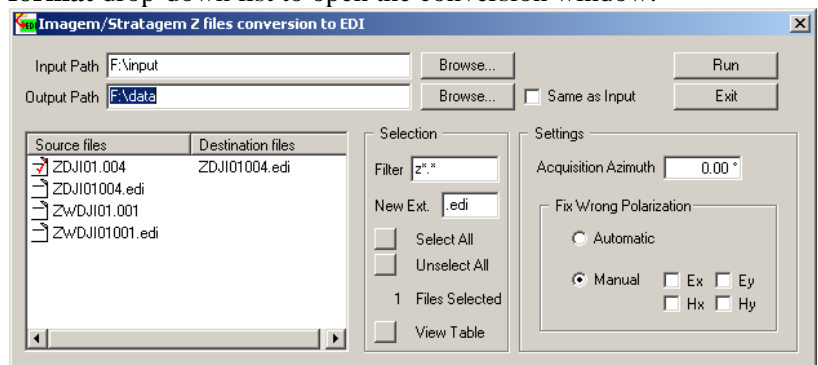 format drop-down list to open the conversion window.
Imagem/Stratagem Z files conversion to EDI
Input Path F:\input Browse... Run
Output Path F:\data Browse... Same as Input Exit
Selection Settings
Source files Destination files
ZDJI01.004 ZDJI01004.edi Filter z*.* Acquisition Azimuth 0.00 °
ZDJI01004.edi
ZWDJI01.001 New Ext. .edi Fix Wrong Polarization
ZWDJI01001.edi
Select All Automatic
Unselect All
Manual Ex Ey
1 Files Selected Hx Hy
View Table